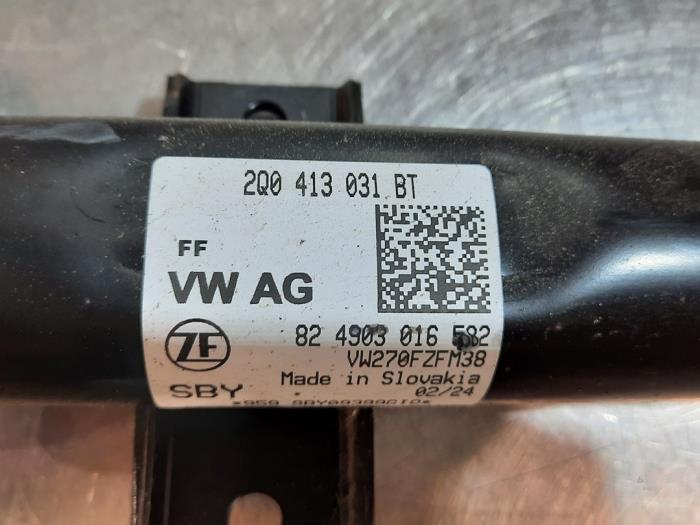 2Q0 413 031 BT
FF
VW AG
ZF
82 4903 016 582
VW270FZFM38
SBY
Made in Slovakia
02/24